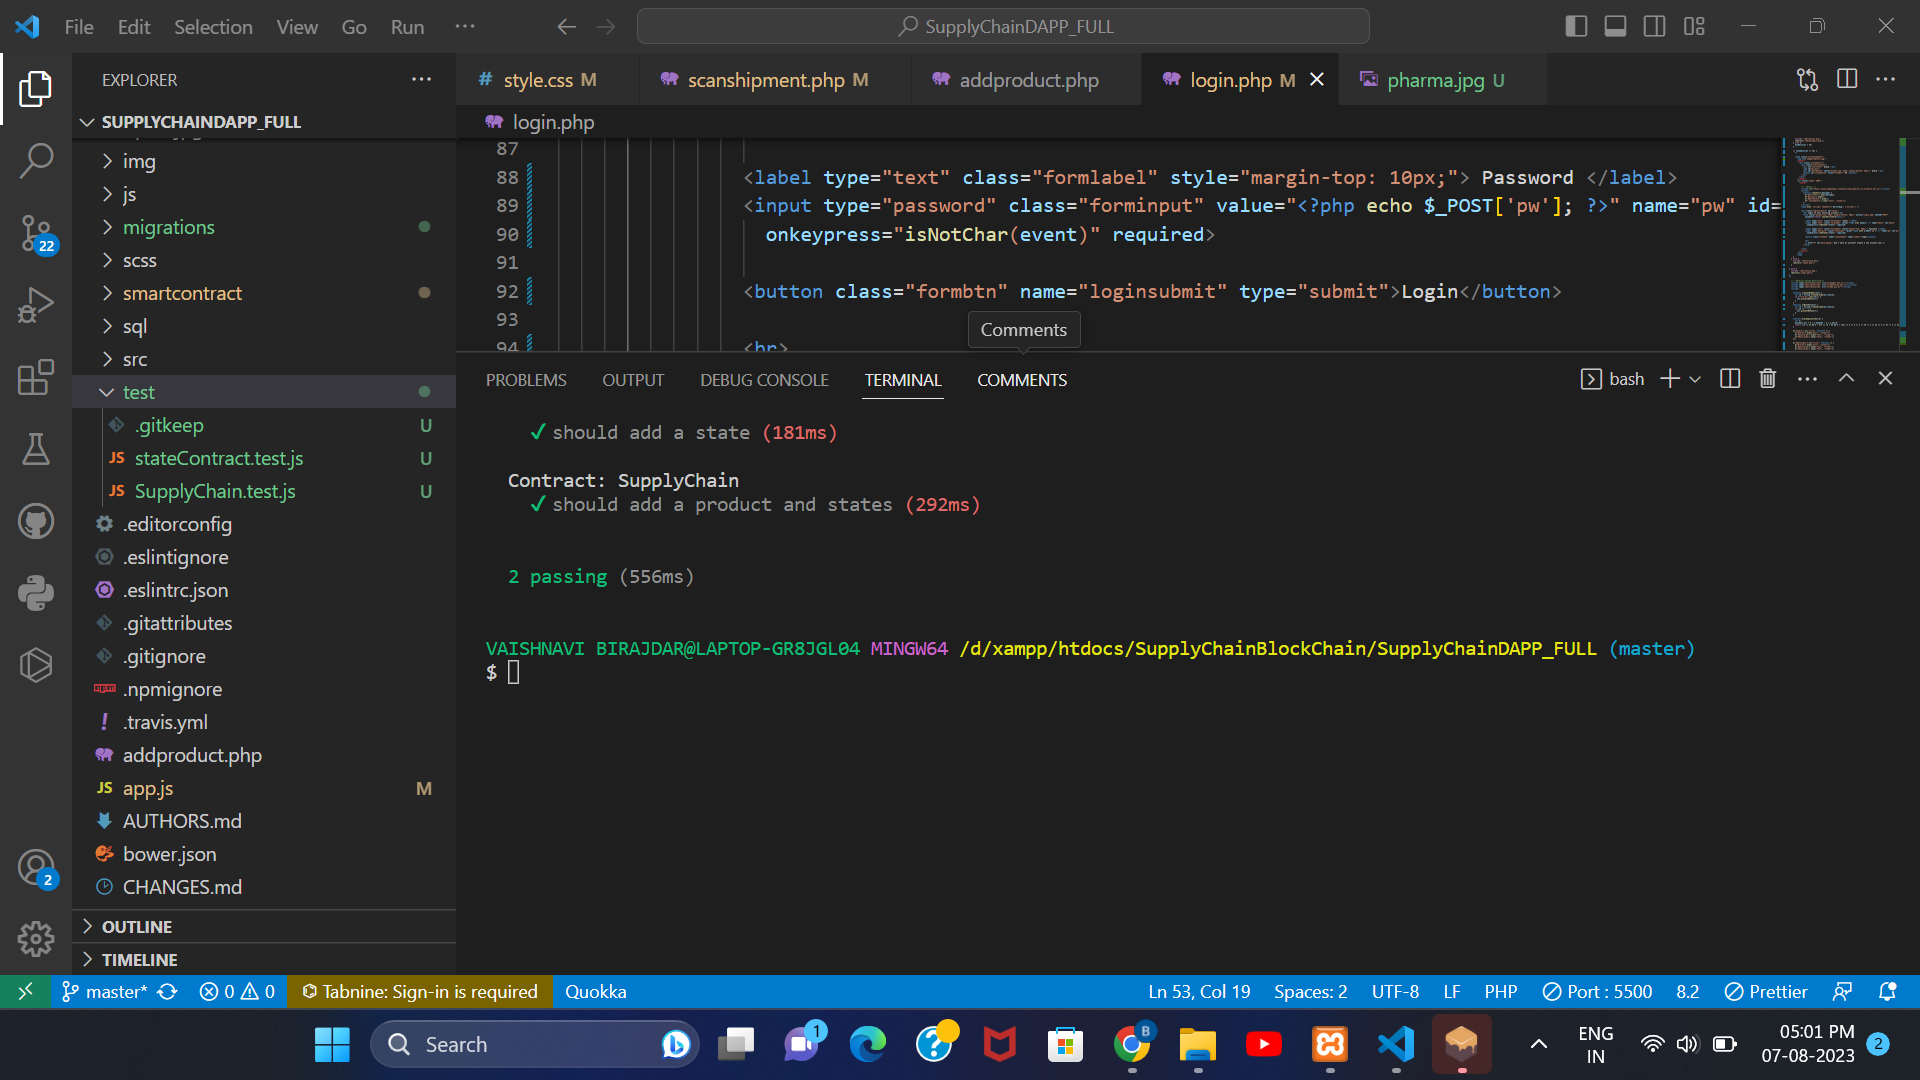 File Edit Selection View Go Run ···
SupplyChainDAPP_FULL
EXPLORER
SUPPLYCHAINDAPP_FULL
img
js
migrations
scss
smartcontract
sql
src
test
.gitkeep U
JS stateContract.test.js U
JS SupplyChain.test.js U
.editorconfig
.eslintignore
.eslintrc.json
.gitattributes
.gitignore
.npmignore
.travis.yml
addproduct.php
JS app.js M
AUTHORS.md
bower.json
CHANGES.md
OUTLINE
TIMELINE
22
2
# style.css M scanshipment.php M addproduct.php login.php M pharma.jpg U
login.php
87
88 <label type="text" class="formlabel" style="margin-top: 10px;"> Password </label>
89 <input type="password" class="forminput" value="<?php echo $_POST['pw']; ?>" name="pw" id=
90 onkeypress="isNotChar(event)" required>
91
92 <button class="formbtn" name="loginsubmit" type="submit">Login</button>
93
94 <br>
Comments
PROBLEMS OUTPUT DEBUG CONSOLE TERMINAL COMMENTS
bash
✓ should add a state (181ms)
Contract: SupplyChain
✓ should add a product and states (292ms)
2 passing (556ms)
VAISHNAVI BIRAJDAR@LAPTOP-GR8JGL04 MINGW64 /d/xampp/htdocs/SupplyChainBlockChain/SupplyChainDAPP_FULL (master)
$
master* 0 0 Tabnine: Sign-in is required Quokka Ln 53, Col 19 Spaces: 2 UTF-8 LF PHP Port : 5500 8.2 Prettier
Search
1
B
ENG
IN
05:01 PM
07-08-2023
2